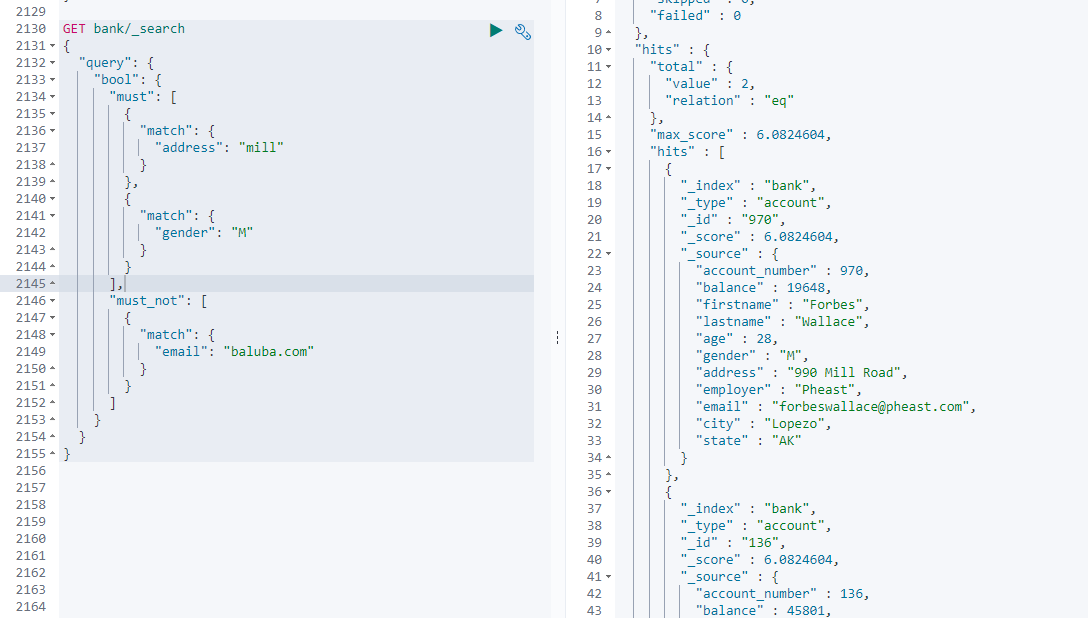 2129
2130 GET bank/_search
2131 {
2132 "query": {
2133 "bool": {
2134 "must": [
2135 {
2136 "match": {
2137 "address": "mill"
2138 }
2139 },
2140 {
2141 "match": {
2142 "gender": "M"
2143 }
2144 }
2145 ],
2146 "must_not": [
2147 {
2148 "match": {
2149 "email": "baluba.com"
2150 }
2151 }
2152 ]
2153 }
2154 }
2155 }
2156
2157
2158
2159
2160
2161
2162
2163
2164
8 "failed" : 0
9 },
10 "hits" : {
11 "total" : {
12 "value" : 2,
13 "relation" : "eq"
14 },
15 "max_score" : 6.0824604,
16 "hits" : [
17 {
18 "_index" : "bank",
19 "_type" : "account",
20 "_id" : "970",
21 "_score" : 6.0824604,
22 "_source" : {
23 "account_number" : 970,
24 "balance" : 19648,
25 "firstname" : "Forbes",
26 "lastname" : "Wallace",
27 "age" : 28,
28 "gender" : "M",
29 "address" : "990 Mill Road",
30 "employer" : "Pheast",
31 "email" : "forbeswallace@pheast.com",
32 "city" : "Lopezo",
33 "state" : "AK"
34 }
35 },
36 {
37 "_index" : "bank",
38 "_type" : "account",
39 "_id" : "136",
40 "_score" : 6.0824604,
41 "_source" : {
42 "account_number" : 136,
43 "balance" : 45801,